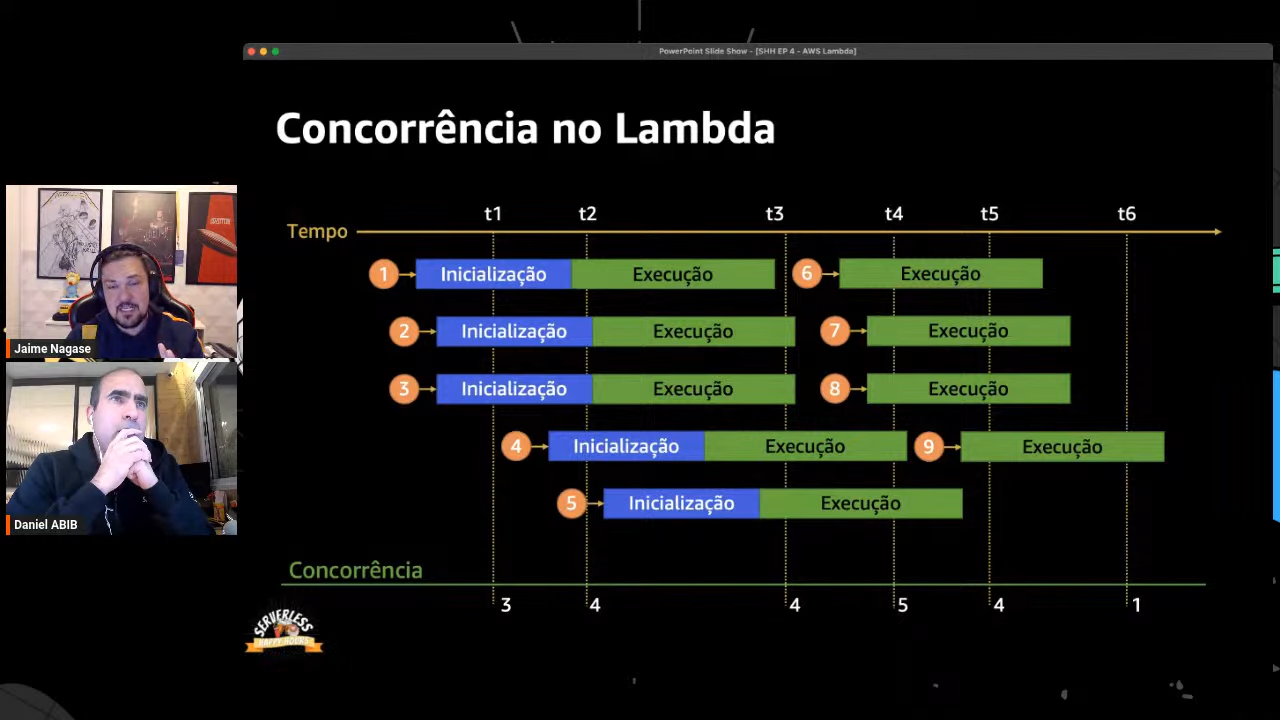 PowerPoint Slide Show - [SHH EP 4 - AWS Lambda]
Concorrência no Lambda
t1 t2 t3 t4 t5 t6
Tempo
1 Inicialização Execução 6 Execução
2 Inicialização Execução 7 Execução
3 Inicialização Execução 8 Execução
4 Inicialização Execução 9 Execução
5 Inicialização Execução
Concorrência
3 4 4 5 4 1
SERVERLESS
HAPPY HOURS
Jaime Nagase
Daniel ABIB